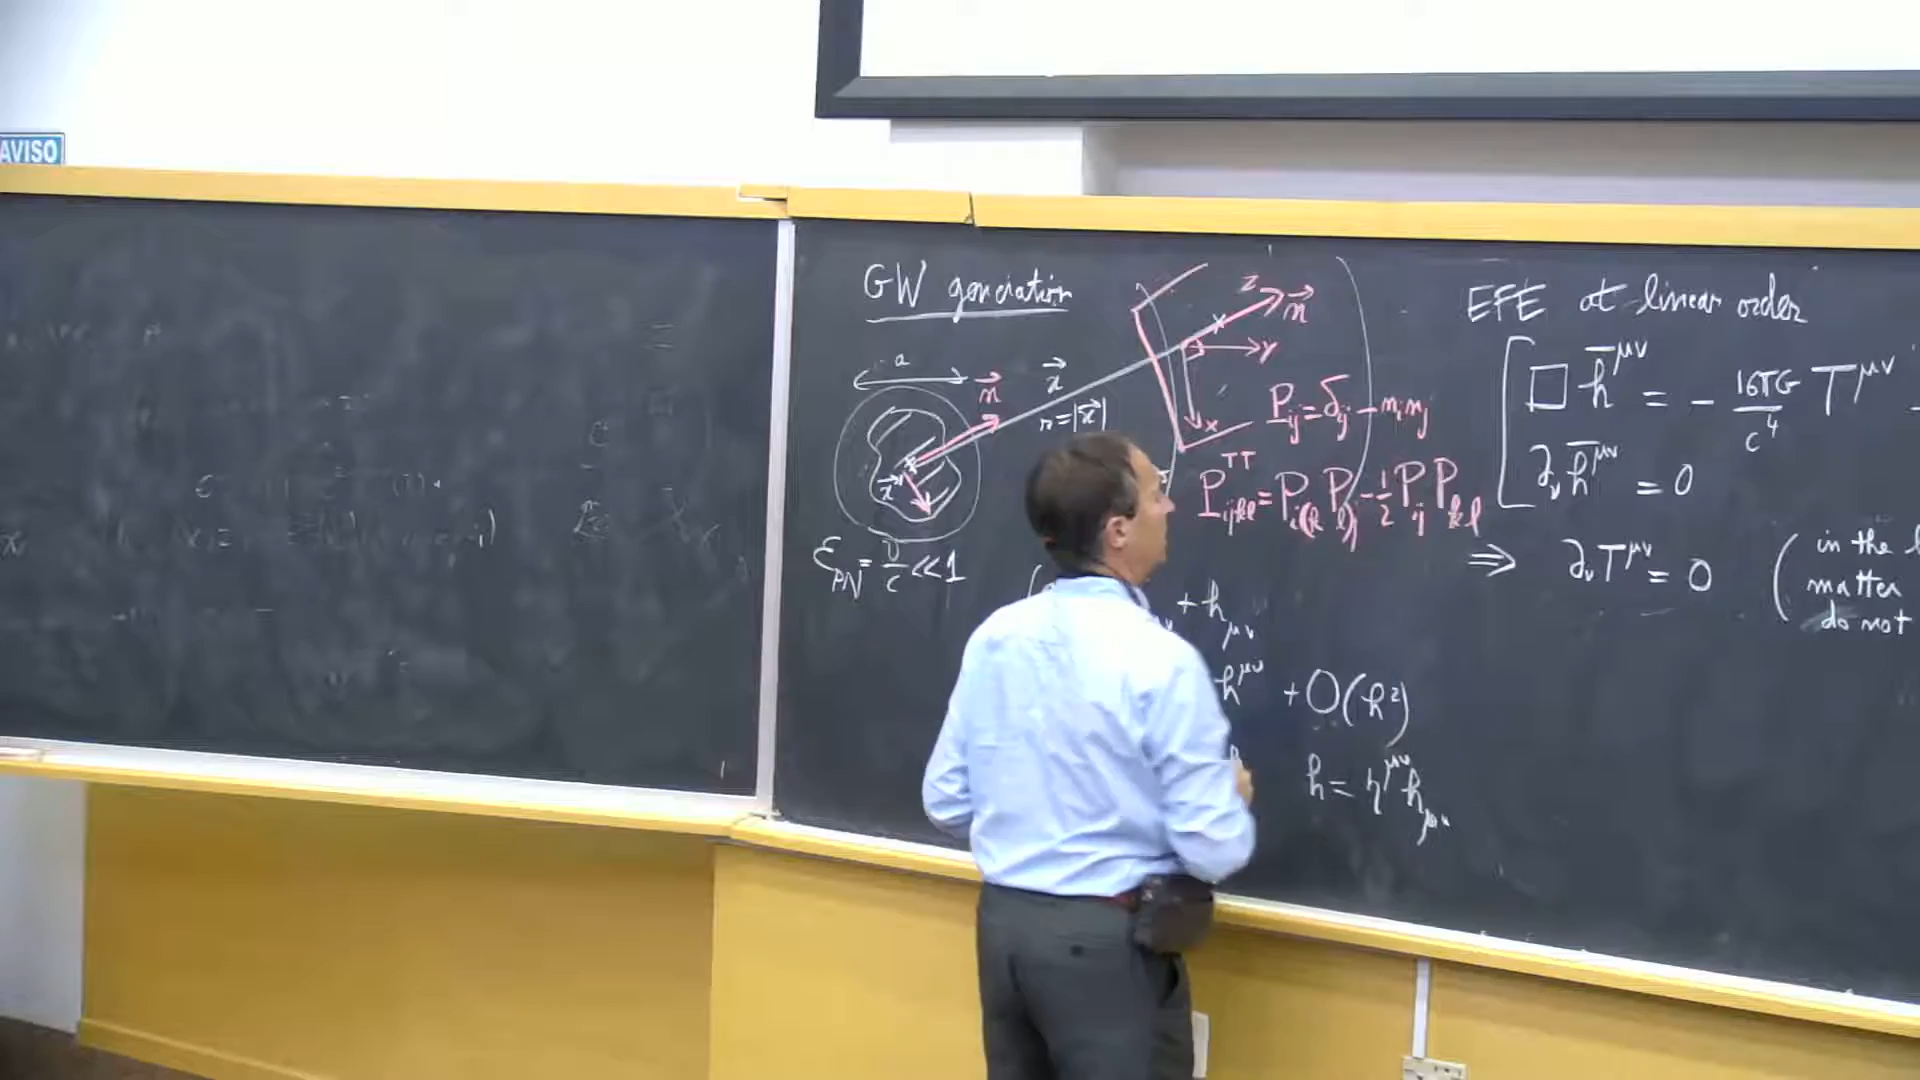 AVISO
GW generation
a
n⃗
x⃗
r=|x⃗|
x⃗'
ε_PN = v/c << 1
z
n⃗
y
x
P_ij = δ_ij - n_i n_j
P^TT_ijkl = P_i(k P_l)j - 1/2 P_ij P_kl
+ h_μν
h^μν + O(h²)
h = η^μν h_μν
EFE at linear order
□ h̄^μν = - 16πG/c⁴ T^μν
∂_ν h̄^μν = 0
⇒ ∂_ν T^μν = 0
(in the
matter
do not